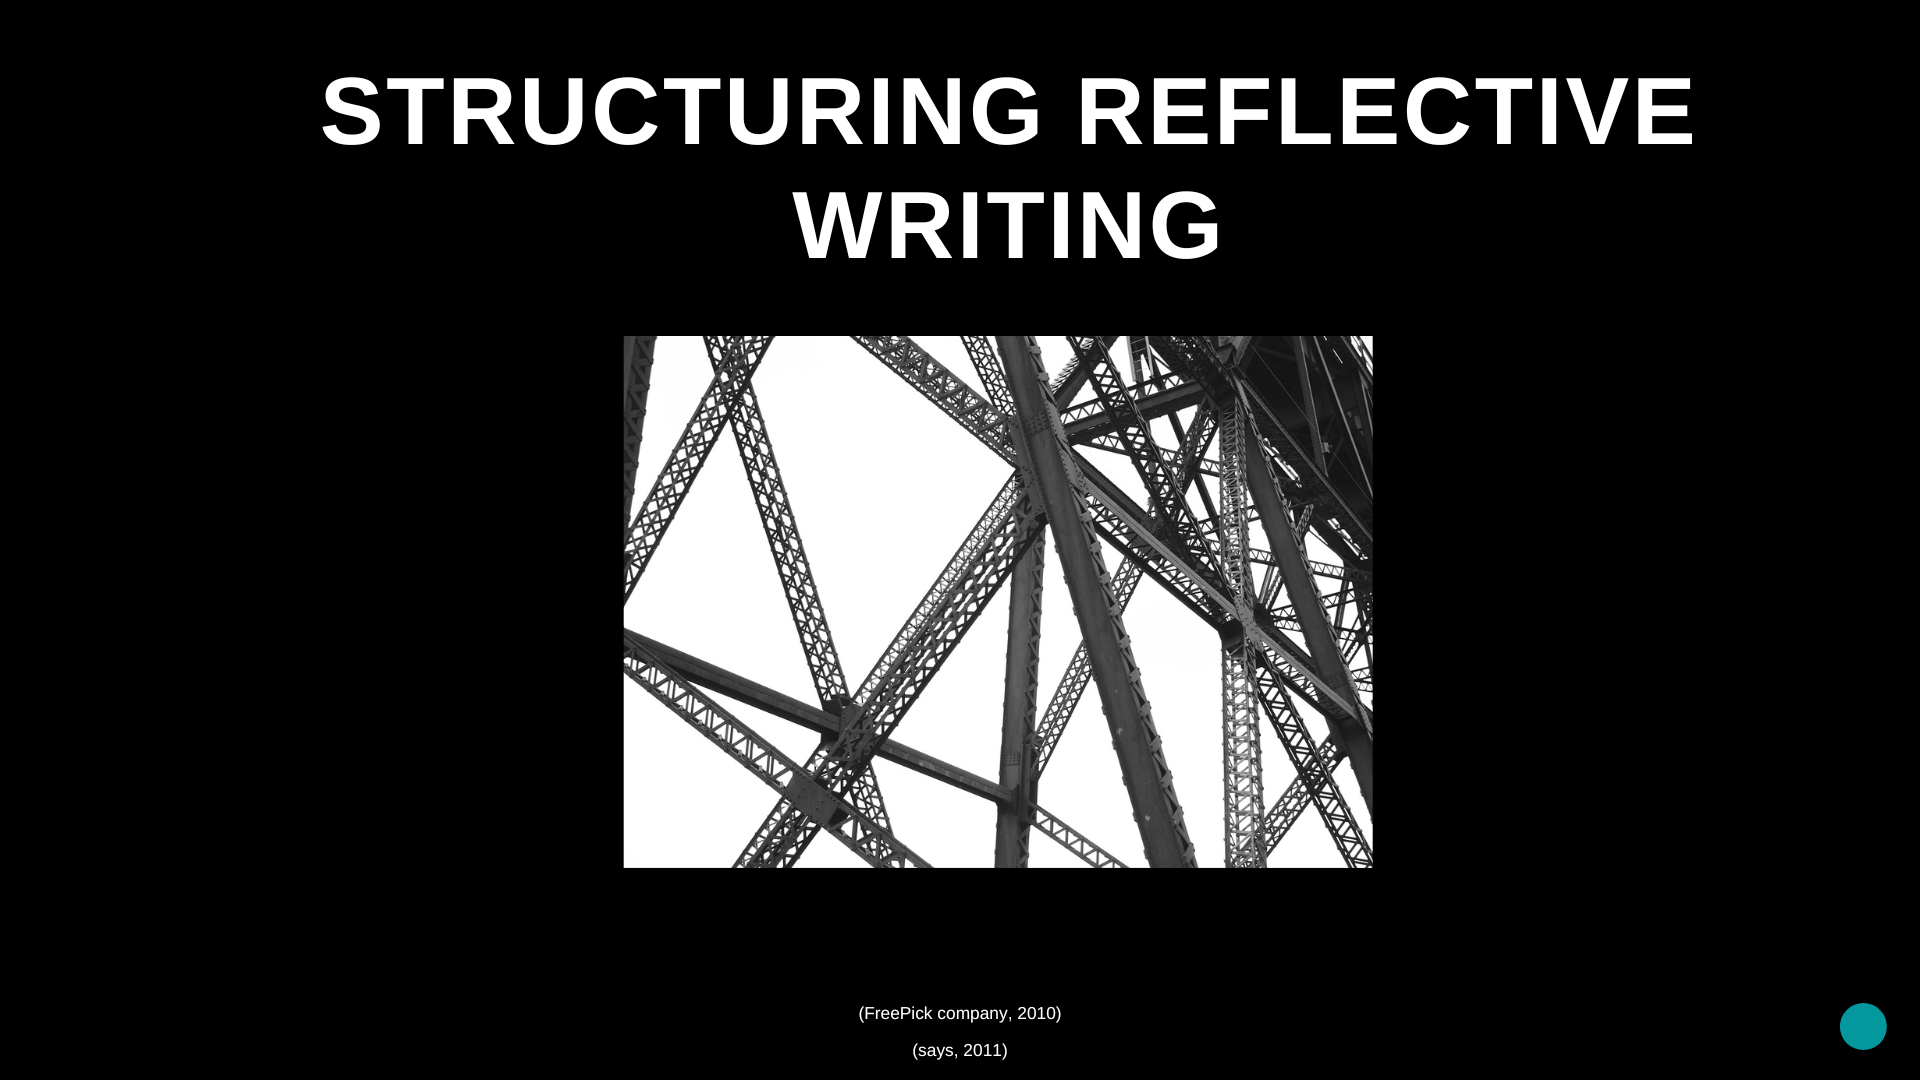 STRUCTURING REFLECTIVE
WRITING
(FreePick company, 2010)
(says, 2011)